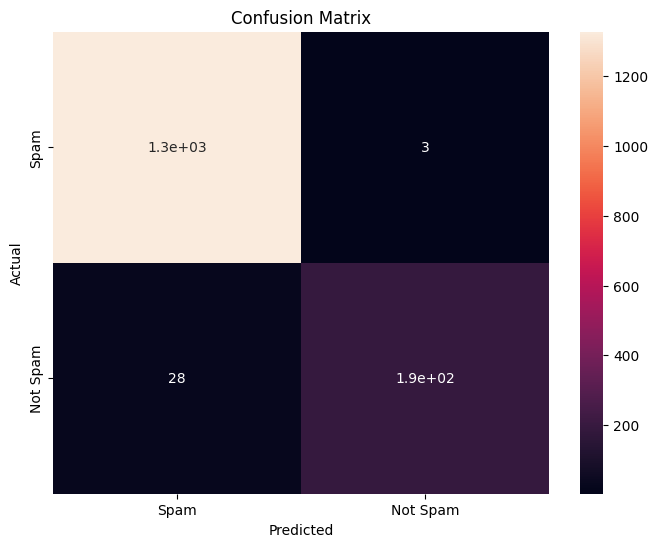 Confusion Matrix
Spam
1.3e+03
3
Actual
Not Spam
28
1.9e+02
Spam
Not Spam
Predicted
1200
1000
800
600
400
200